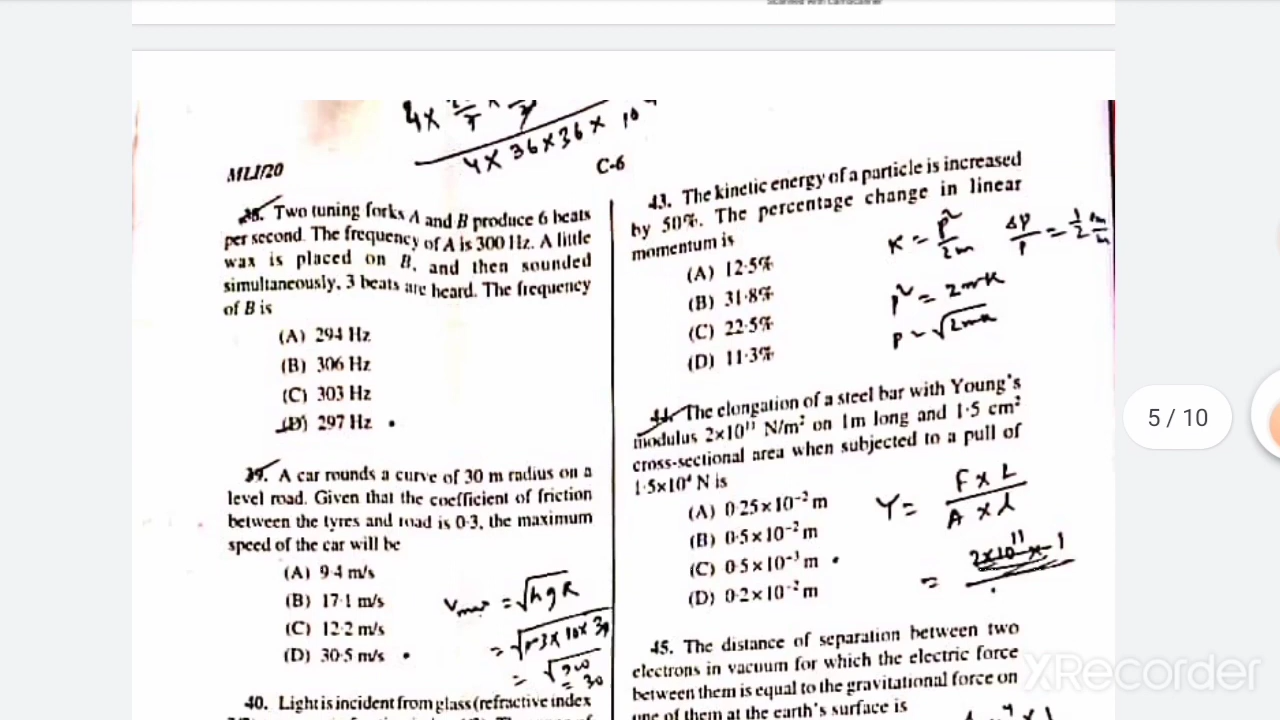 MLI/20
C-6
38. Two tuning forks A and B produce 6 beats
per second. The frequency of A is 300 Hz. A little
wax is placed on B, and then sounded
simultaneously, 3 beats are heard. The frequency
of B is
(A) 294 Hz
(B) 306 Hz
(C) 303 Hz
(D) 297 Hz
39. A car rounds a curve of 30 m radius on a
level road. Given that the coefficient of friction
between the tyres and road is 0·3, the maximum
speed of the car will be
(A) 9·4 m/s
(B) 17·1 m/s
(C) 12·2 m/s
(D) 30·5 m/s
40. Light is incident from glass (refractive index
43. The kinetic energy of a particle is increased
by 50%. The percentage change in linear
momentum is
(A) 12·5%
(B) 31·8%
(C) 22·5%
(D) 11·3%
K = p²/2m
p² = 2mK
44. The elongation of a steel bar with Young's
modulus 2×10¹¹ N/m² on 1m long and 1·5 cm²
cross-sectional area when subjected to a pull of
1·5×10⁴ N is
(A) 0·25×10⁻² m
(B) 0·5×10⁻² m
(C) 0·5×10⁻³ m
(D) 0·2×10⁻² m
45. The distance of separation between two
electrons in vacuum for which the electric force
between them is equal to the gravitational force on
one of them at the earth's surface is
5 / 10
XRecorder